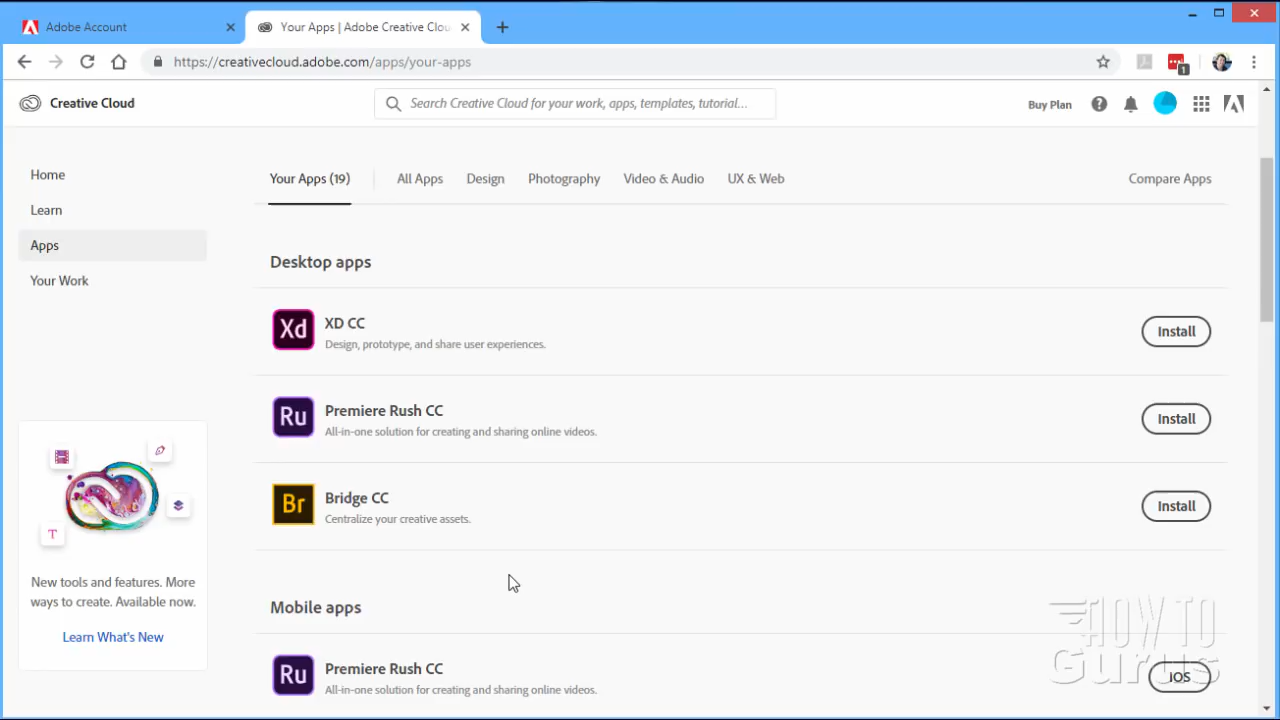 Adobe Account
Your Apps | Adobe Creative Clou
https://creativecloud.adobe.com/apps/your-apps
1
Creative Cloud
Search Creative Cloud for your work, apps, templates, tutorial...
Buy Plan
Home
Learn
Apps
Your Work
Your Apps (19)
All Apps
Design
Photography
Video & Audio
UX & Web
Compare Apps
Desktop apps
Xd
XD CC
Design, prototype, and share user experiences.
Install
Ru
Premiere Rush CC
All-in-one solution for creating and sharing online videos.
Install
Br
Bridge CC
Centralize your creative assets.
Install
T
New tools and features. More
ways to create. Available now.
Learn What's New
Mobile apps
Ru
Premiere Rush CC
All-in-one solution for creating and sharing online videos.
iOS
HOW TO
Gurus